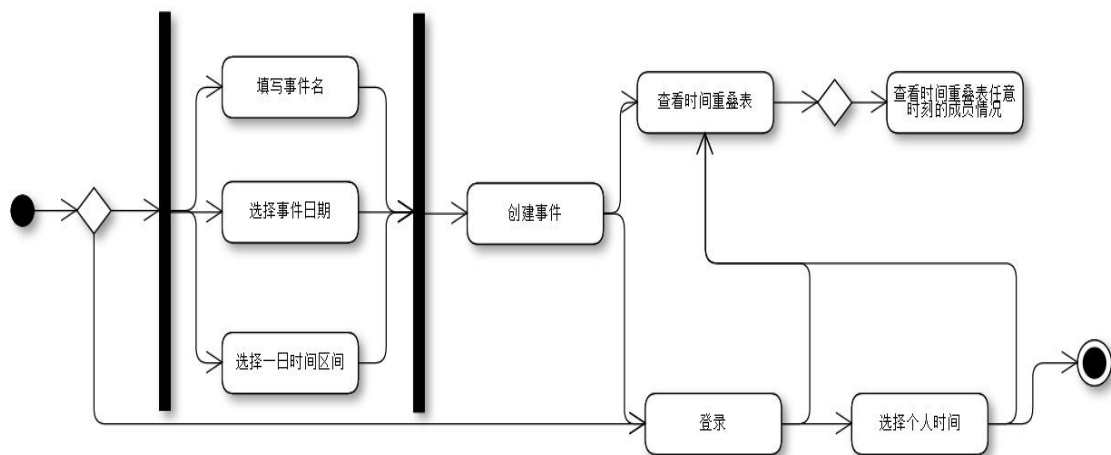 填写事件名
选择事件日期
选择一日时间区间
创建事件
查看时间重叠表
查看时间重叠表任意
时刻的成员情况
登录
选择个人时间